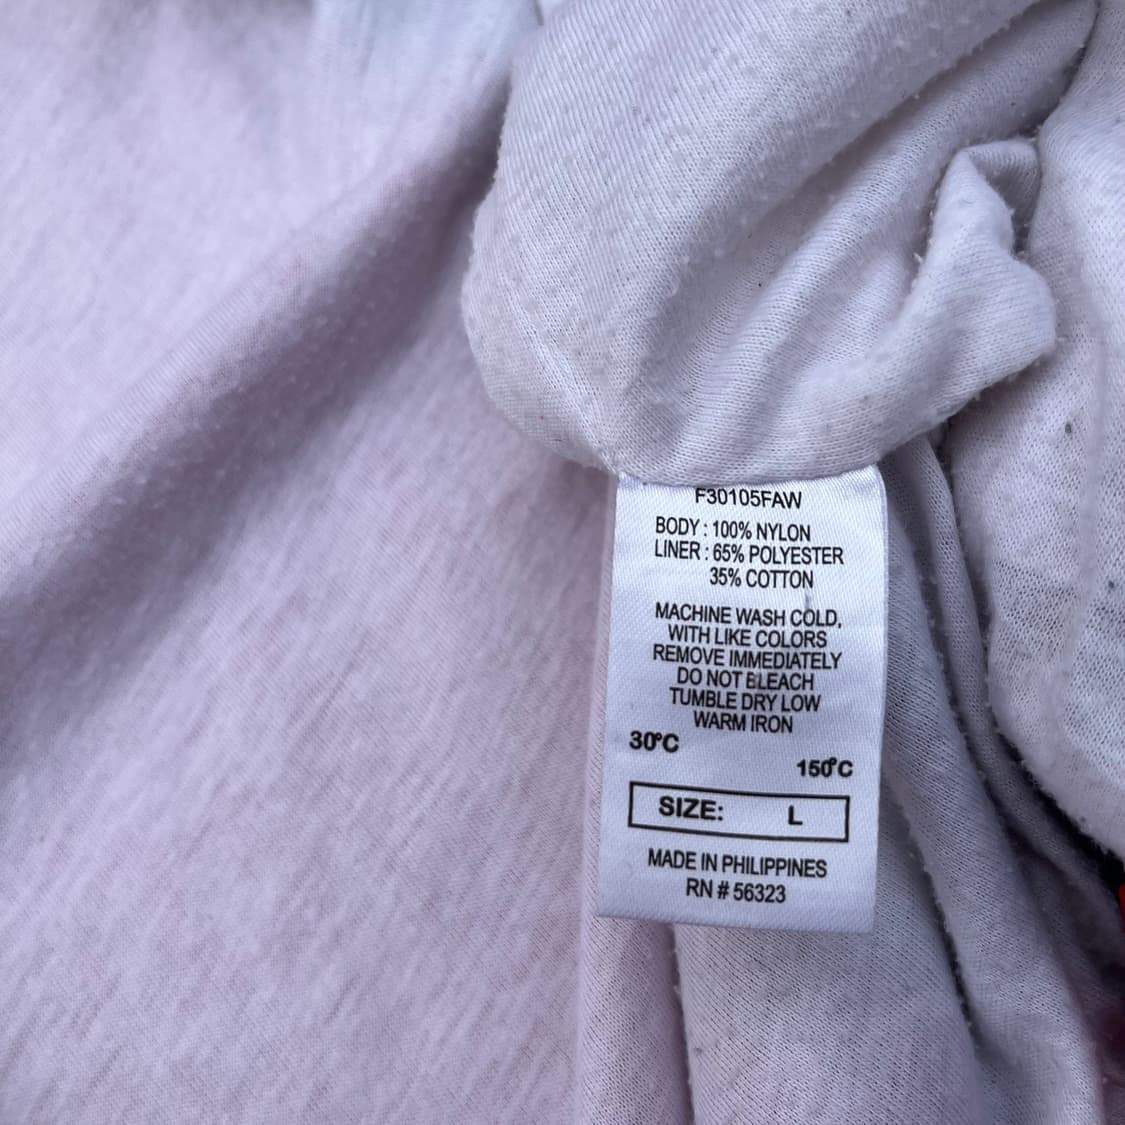 F30105FAW
BODY : 100% NYLON
LINER : 65% POLYESTER
35% COTTON
MACHINE WASH COLD,
WITH LIKE COLORS
REMOVE IMMEDIATELY
DO NOT BLEACH
TUMBLE DRY LOW
WARM IRON
30°C
150°C
SIZE: L
MADE IN PHILIPPINES
RN # 56323